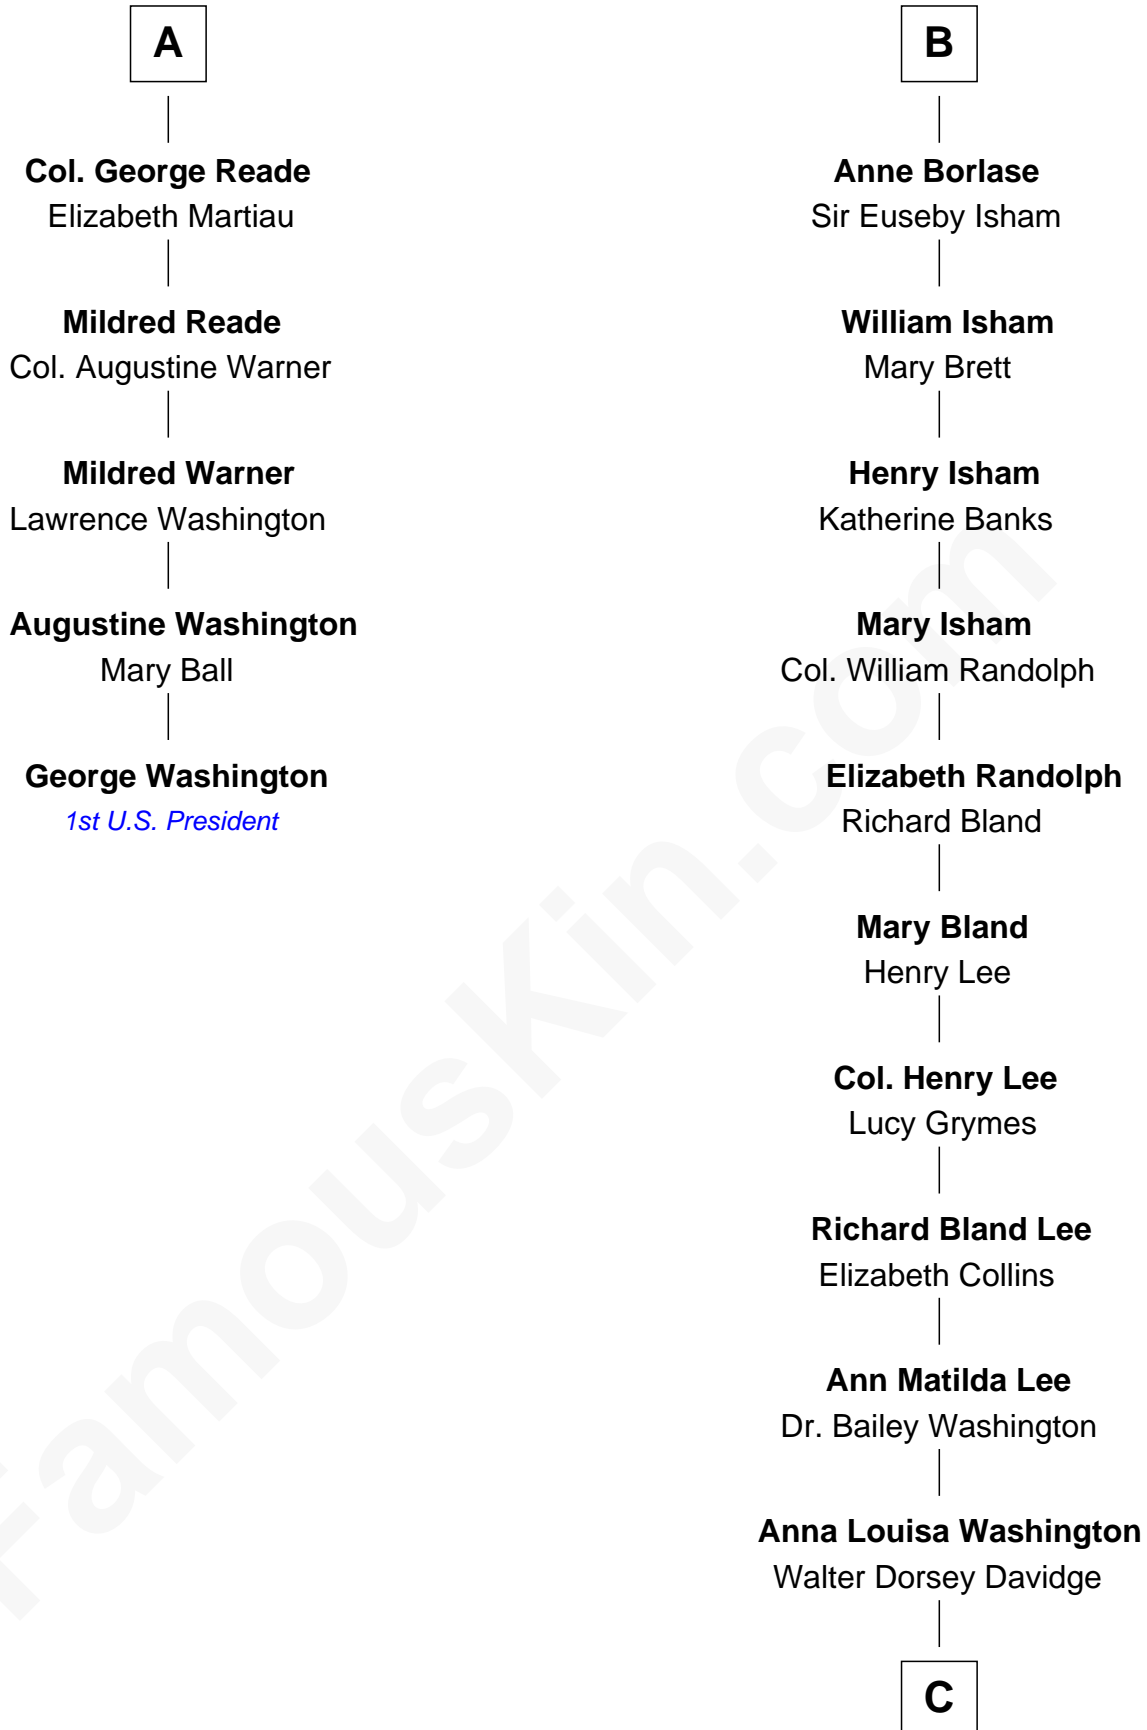 A
Col. George Reade
Elizabeth Martiau
Mildred Reade
Col. Augustine Warner
Mildred Warner
Lawrence Washington
Augustine Washington
Mary Ball
George Washington
1st U.S. President
B
Anne Borlase
Sir Euseby Isham
William Isham
Mary Brett
Henry Isham
Katherine Banks
Mary Isham
Col. William Randolph
Elizabeth Randolph
Richard Bland
Mary Bland
Henry Lee
Col. Henry Lee
Lucy Grymes
Richard Bland Lee
Elizabeth Collins
Ann Matilda Lee
Dr. Bailey Washington
Anna Louisa Washington
Walter Dorsey Davidge
C
FamousKin.com